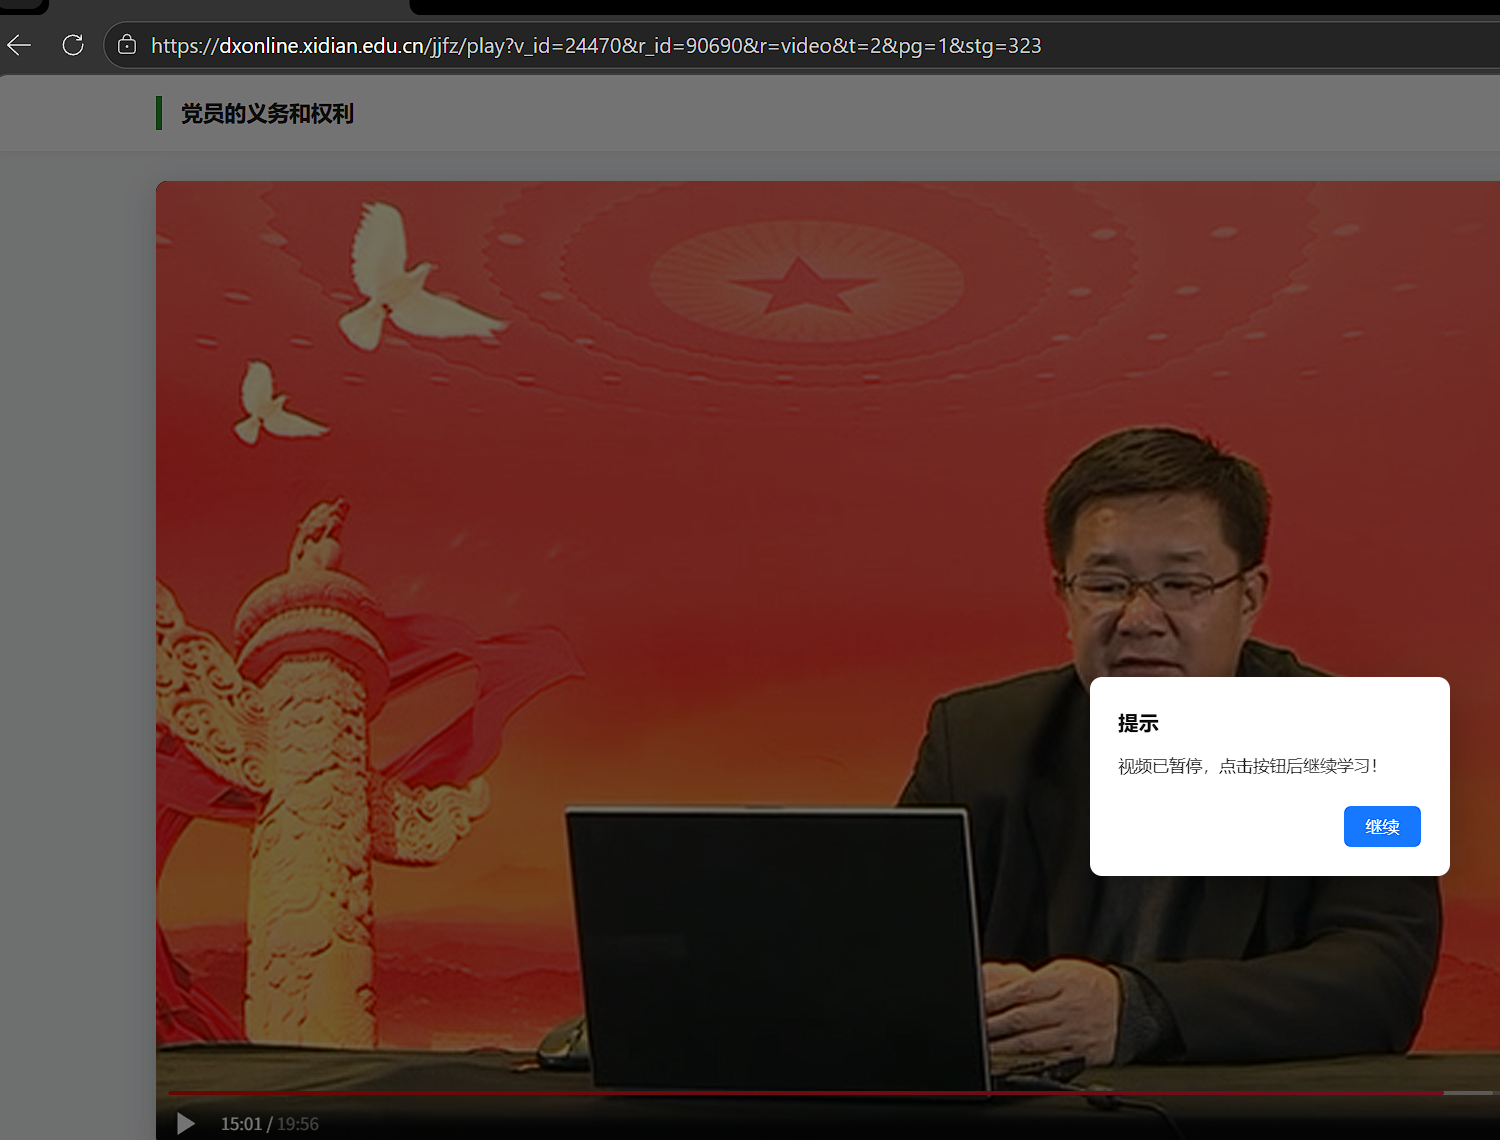 https://dxonline.xidian.edu.cn/jjfz/play?v_id=24470&r_id=90690&r=video&t=2&pg=1&stg=323
党员的义务和权利
提示
视频已暂停，点击按钮后继续学习！
继续
15:01 / 19:56